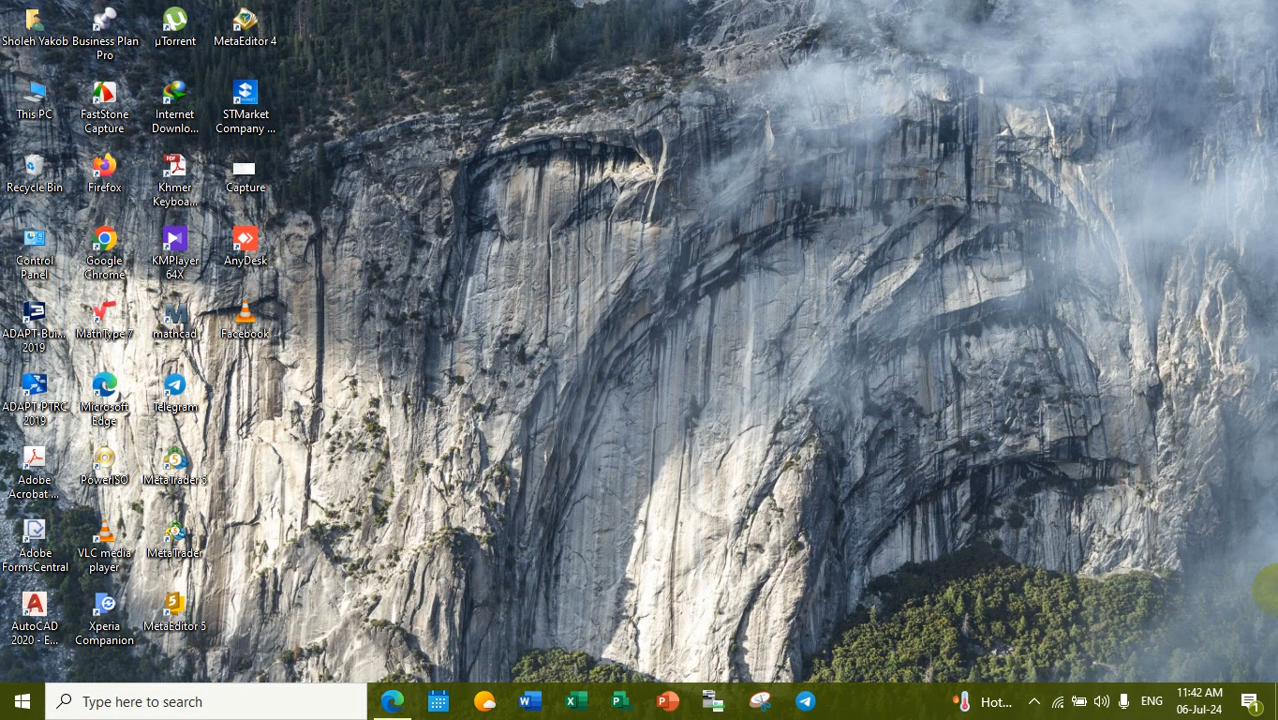 Sholeh Yakob
Business Plan
Pro
µTorrent
MetaEditor 4
This PC
FastStone
Capture
Internet
Downlo...
STMarket
Company ...
Recycle Bin
Firefox
Khmer
Keyboa...
Capture
Control
Panel
Google
Chrome
KMPlayer
64X
AnyDesk
ADAPT-Bui...
2019
MathType 7
mathcad
Facebook
ADAPT-PTRC
2019
Microsoft
Edge
Telegram
Adobe
Acrobat ...
PowerISO
MetaTrader 5
Adobe
FormsCentral
VLC media
player
MetaTrader
AutoCAD
2020 - E...
Xperia
Companion
MetaEditor 5
Type here to search
Hot...
ENG
11:42 AM
06-Jul-24
1